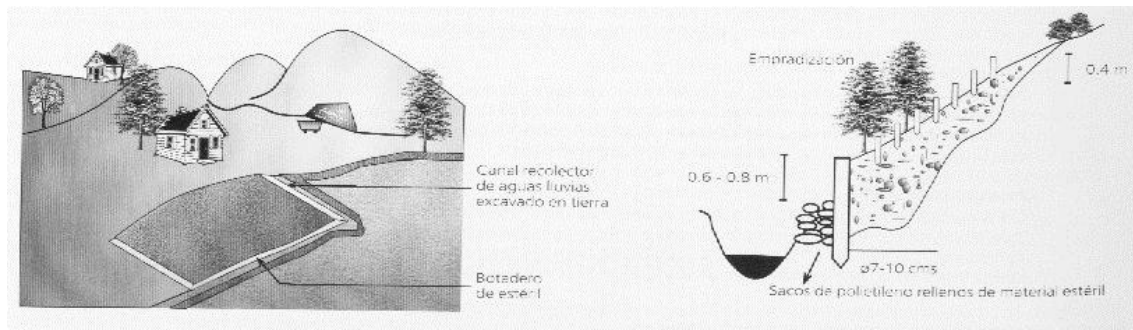 Canal recolector
de aguas lluvias
excavado en tierra
Botadero
de estéril
Empradización
0.4 m
0.6 - 0.8 m
ø7-10 cms
Sacos de polietileno rellenos de material estéril